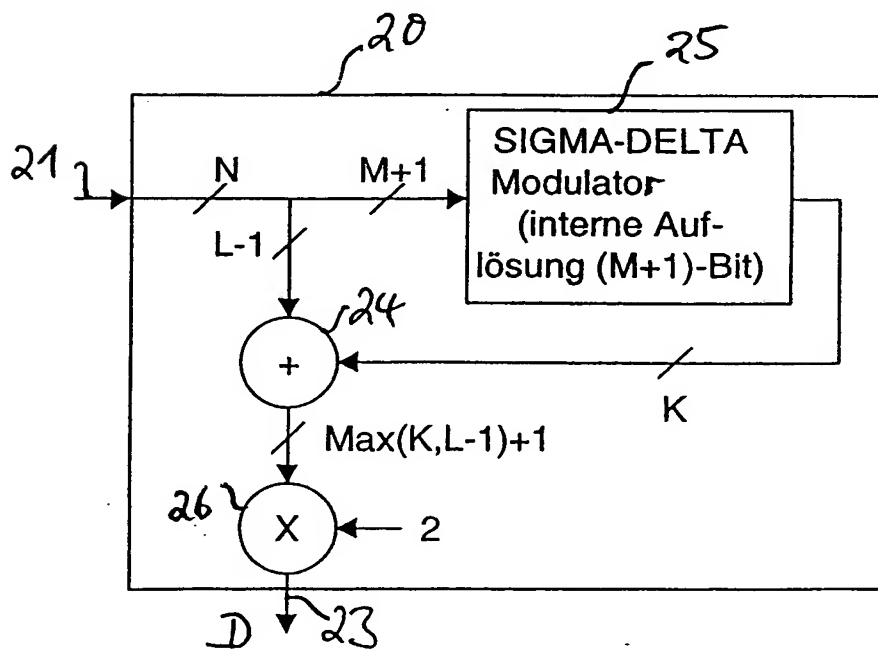 20
25
21
N
M+1
SIGMA-DELTA
Modulator
(interne Auf-
lösung (M+1)-Bit)
L-1
24
+
K
Max(K,L-1)+1
26
X
2
D
23